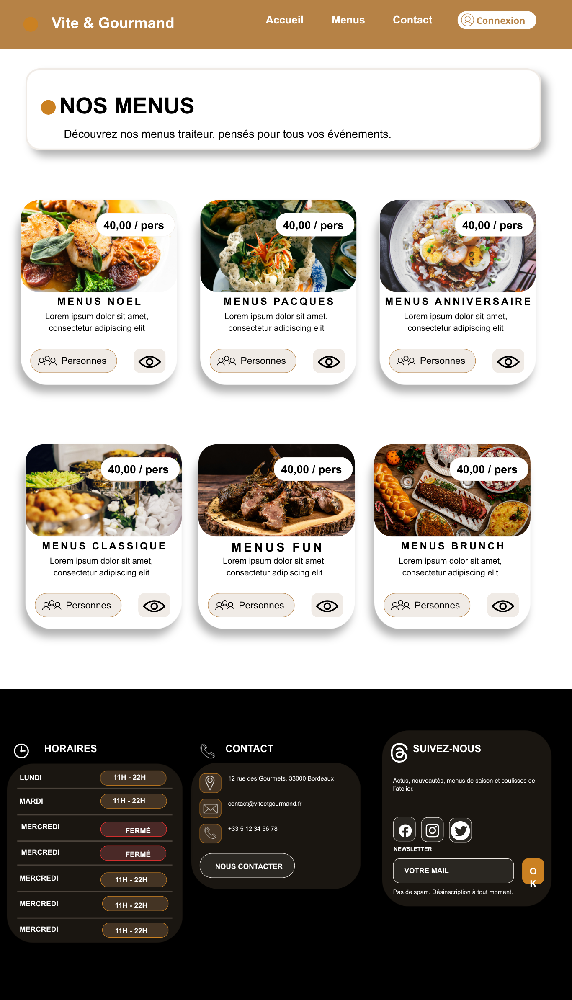 Vite & Gourmand
Accueil
Menus
Contact
Connexion
NOS MENUS
Découvrez nos menus traiteur, pensés pour tous vos événements.
40,00 / pers
MENUS NOEL
Lorem ipsum dolor sit amet,
consectetur adipiscing elit
Personnes
40,00 / pers
MENUS PACQUES
Lorem ipsum dolor sit amet,
consectetur adipiscing elit
Personnes
40,00 / pers
MENUS ANNIVERSAIRE
Lorem ipsum dolor sit amet,
consectetur adipiscing elit
Personnes
40,00 / pers
MENUS CLASSIQUE
Lorem ipsum dolor sit amet,
consectetur adipiscing elit
Personnes
40,00 / pers
MENUS FUN
Lorem ipsum dolor sit amet,
consectetur adipiscing elit
Personnes
40,00 / pers
MENUS BRUNCH
Lorem ipsum dolor sit amet,
consectetur adipiscing elit
Personnes
HORAIRES
LUNDI 11H - 22H
MARDI 11H - 22H
MERCREDI FERMÉ
MERCREDI FERMÉ
MERCREDI 11H - 22H
MERCREDI 11H - 22H
MERCREDI 11H - 22H
CONTACT
12 rue des Gourmets, 33000 Bordeaux
contact@viteetgourmand.fr
+33 5 12 34 56 78
NOUS CONTACTER
SUIVEZ-NOUS
Actus, nouveautés, menus de saison et coulisses de
l'atelier.
NEWSLETTER
VOTRE MAIL
O
K
Pas de spam. Désinscription à tout moment.